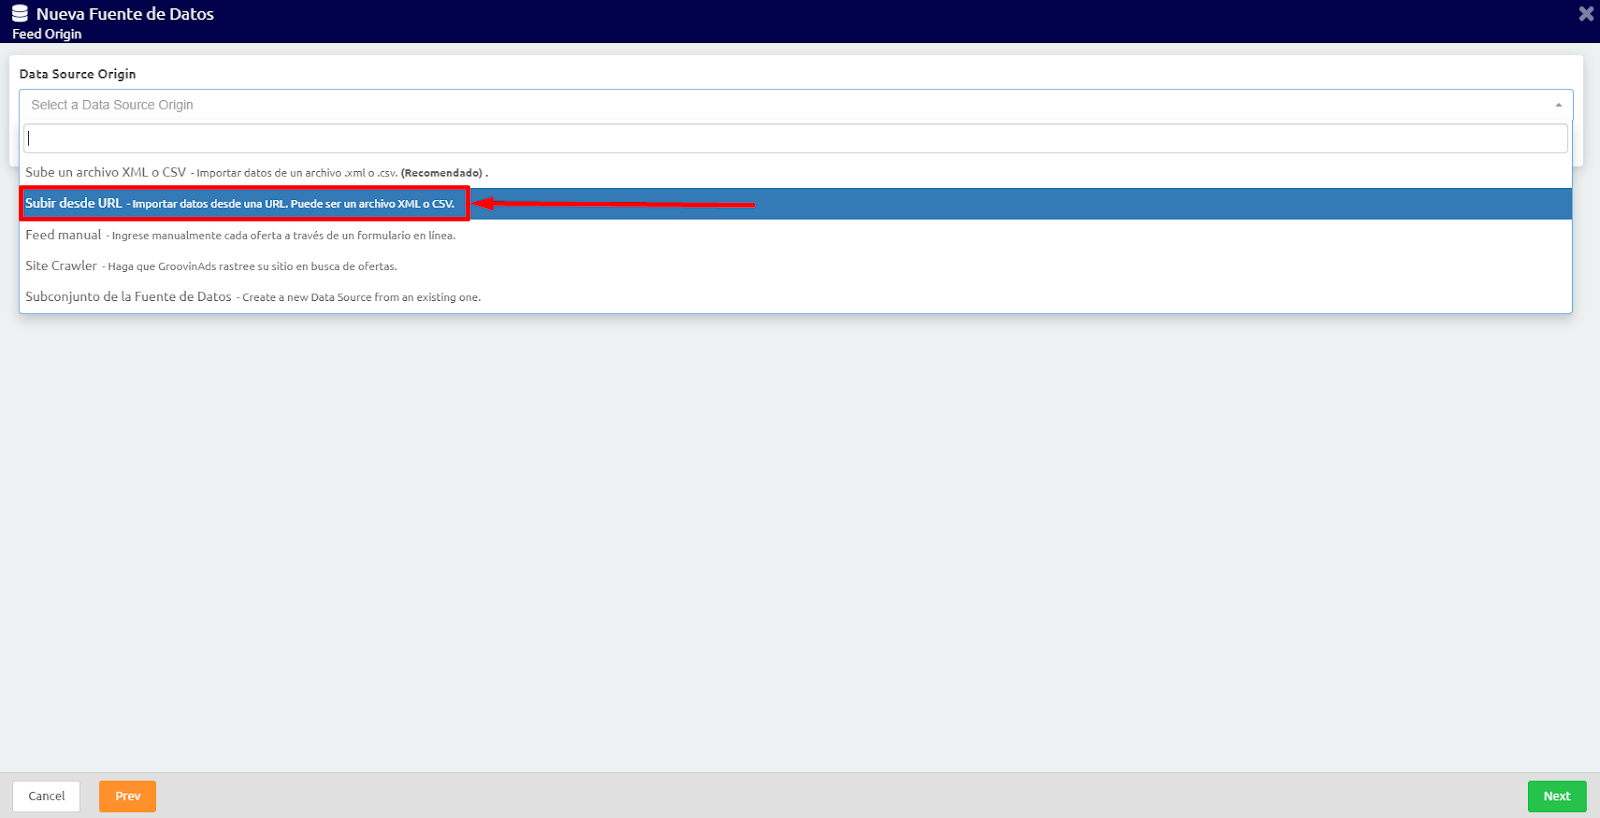 Nueva Fuente de Datos
Feed Origin
Data Source Origin
Select a Data Source Origin
Sube un archivo XML o CSV - Importar datos de un archivo .xml o .csv. (Recomendado) .
Subir desde URL - Importar datos desde una URL. Puede ser un archivo XML o CSV.
Feed manual - Ingrese manualmente cada oferta a través de un formulario en línea.
Site Crawler - Haga que GroovinAds rastree su sitio en busca de ofertas.
Subconjunto de la Fuente de Datos - Create a new Data Source from an existing one.
Cancel Prev Next